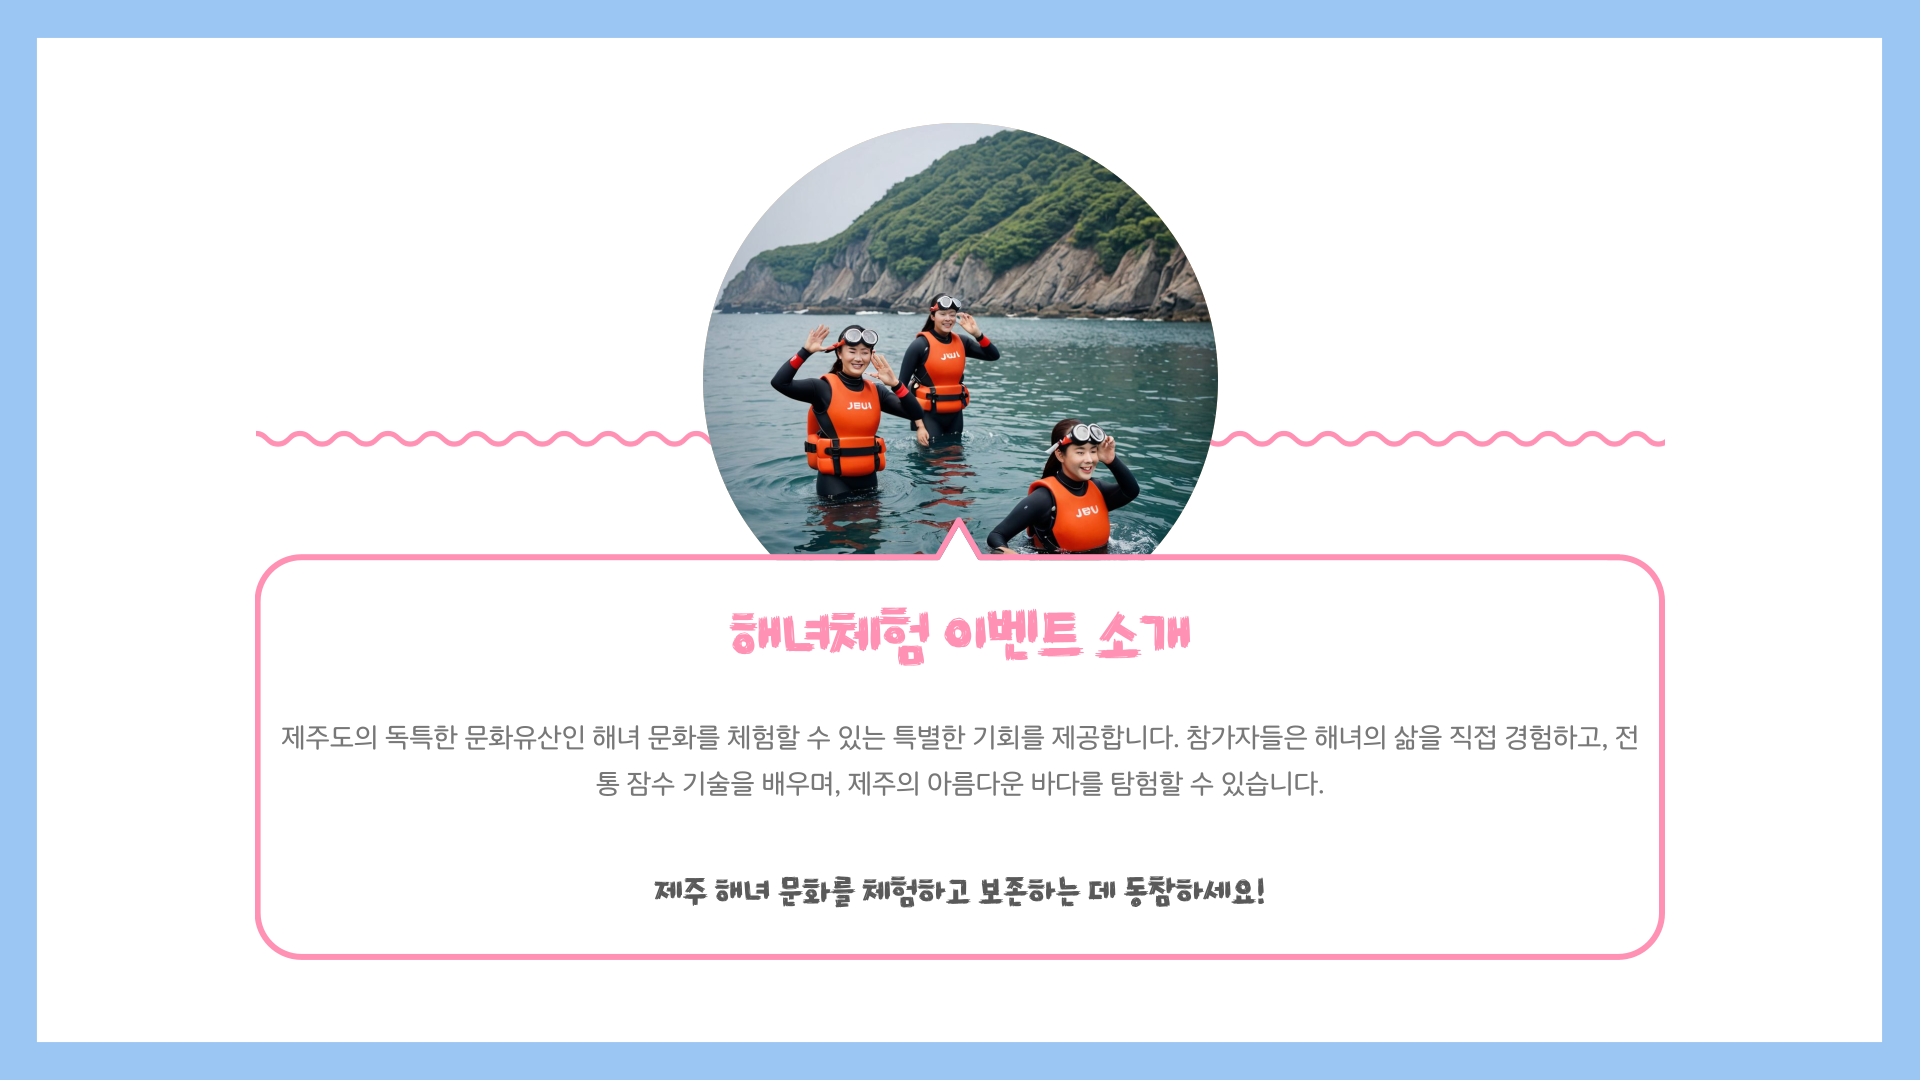 해녀체험 이벤트 소개
제주도의 독특한 문화유산인 해녀 문화를 체험할 수 있는 특별한 기회를 제공합니다. 참가자들은 해녀의 삶을 직접 경험하고, 전
통 잠수 기술을 배우며, 제주의 아름다운 바다를 탐험할 수 있습니다.
제주 해녀 문화를 체험하고 보존하는 데 동참하세요!